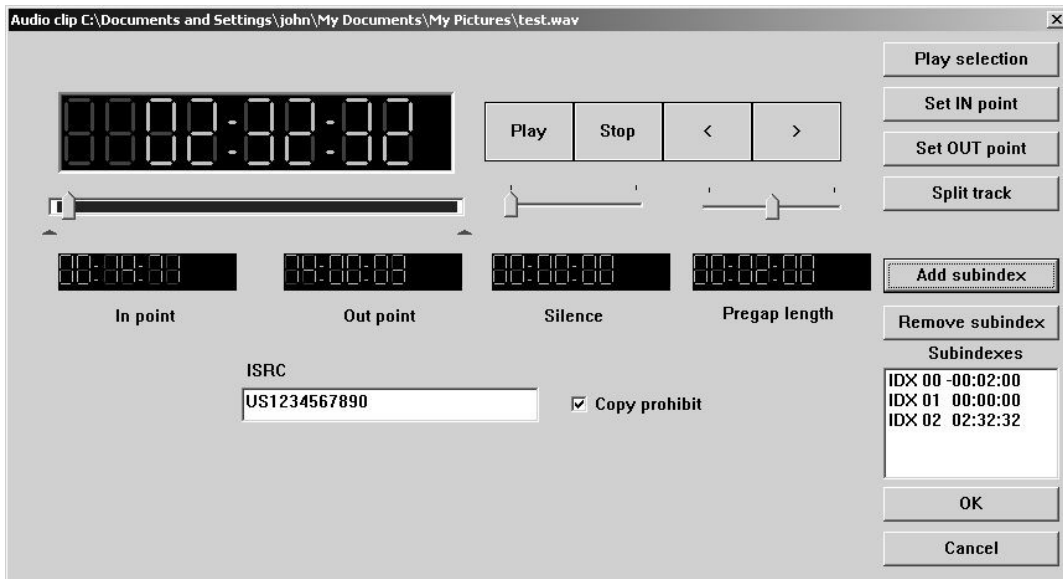 Audio clip C:\Documents and Settings\john\My Documents\My Pictures\test.wav
Play selection
02:32:32
Play Stop < >
Set IN point
Set OUT point
Split track
00:00:00
Add subindex
In point Out point Silence Pregap length
Remove subindex
Subindexes
ISRC
US1234567890
Copy prohibit
IDX 00 -00:02:00
IDX 01 00:00:00
IDX 02 02:32:32
OK
Cancel